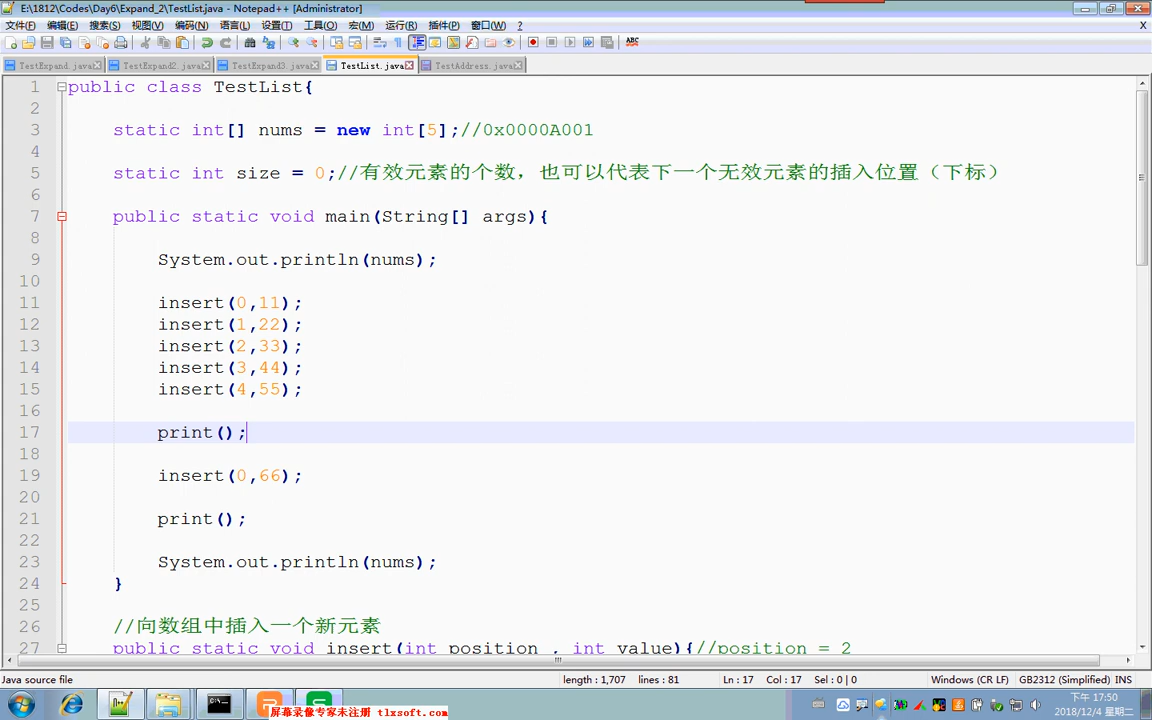 E:\1812\Codes\Day6\Expand_2\TestList.java - Notepad++ [Administrator]
文件(F) 编辑(E) 搜索(S) 视图(V) 编码(N) 语言(L) 设置(T) 工具(O) 宏(M) 运行(R) 插件(P) 窗口(W) ? X
ABC
TestExpand.java TestExpand2.java TestExpand3.java TestList.java TestAddress.java
1 public class TestList{
2
3 static int[] nums = new int[5];//0x0000A001
4
5 static int size = 0;//有效元素的个数，也可以代表下一个无效元素的插入位置（下标）
6
7 public static void main(String[] args){
8
9 System.out.println(nums);
10
11 insert(0,11);
12 insert(1,22);
13 insert(2,33);
14 insert(3,44);
15 insert(4,55);
16
17 print();
18
19 insert(0,66);
20
21 print();
22
23 System.out.println(nums);
24 }
25
26 //向数组中插入一个新元素
27 public static void insert(int position , int value){//position = 2
Java source file length : 1,707 lines : 81 Ln : 17 Col : 17 Sel : 0 | 0 Windows (CR LF) GB2312 (Simplified) INS
下午 17:50
屏幕录像专家未注册 tlxsoft.com 2018/12/4 星期二